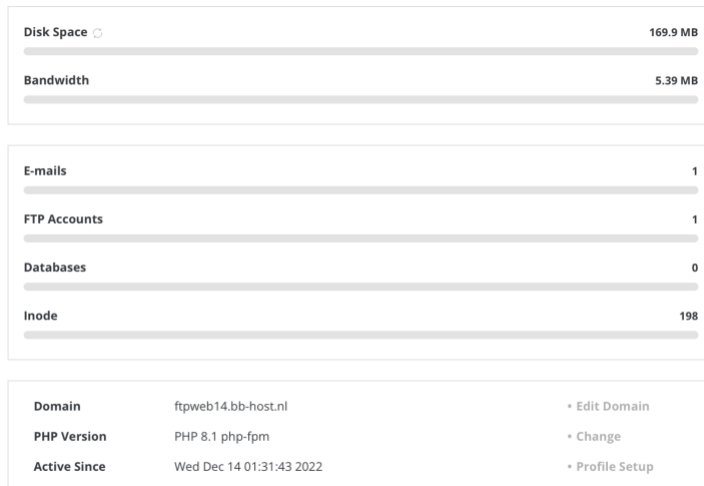 Disk Space 169.9 MB
Bandwidth 5.39 MB
E-mails 1
FTP Accounts 1
Databases 0
Inode 198
Domain ftpweb14.bb-host.nl • Edit Domain
PHP Version PHP 8.1 php-fpm • Change
Active Since Wed Dec 14 01:31:43 2022 • Profile Setup